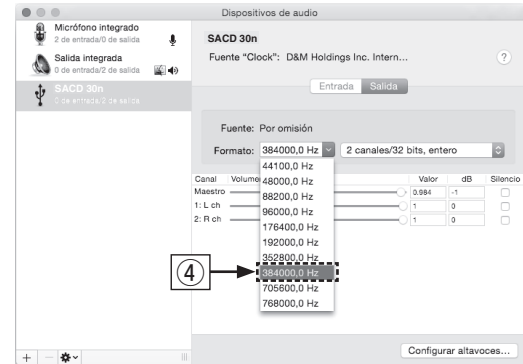 Dispositivos de audio
Micrófono integrado
2 de entrada/0 de salida
Salida integrada
0 de entrada/2 de salida
SACD 30n
0 de entrada/2 de salida
SACD 30n
Fuente “Clock”: D&M Holdings Inc. Intern...
?
Entrada Salida
Fuente: Por omisión
Formato: 384000,0 Hz 2 canales/32 bits, entero
44100,0 Hz
48000,0 Hz
88200,0 Hz
96000,0 Hz
176400,0 Hz
192000,0 Hz
352800,0 Hz
384000,0 Hz
705600,0 Hz
768000,0 Hz
④
Canal Volume Valor dB Silencio
Maestro 0.984 -1
1: L ch 1 0
2: R ch 1 0
Configurar altavoces...